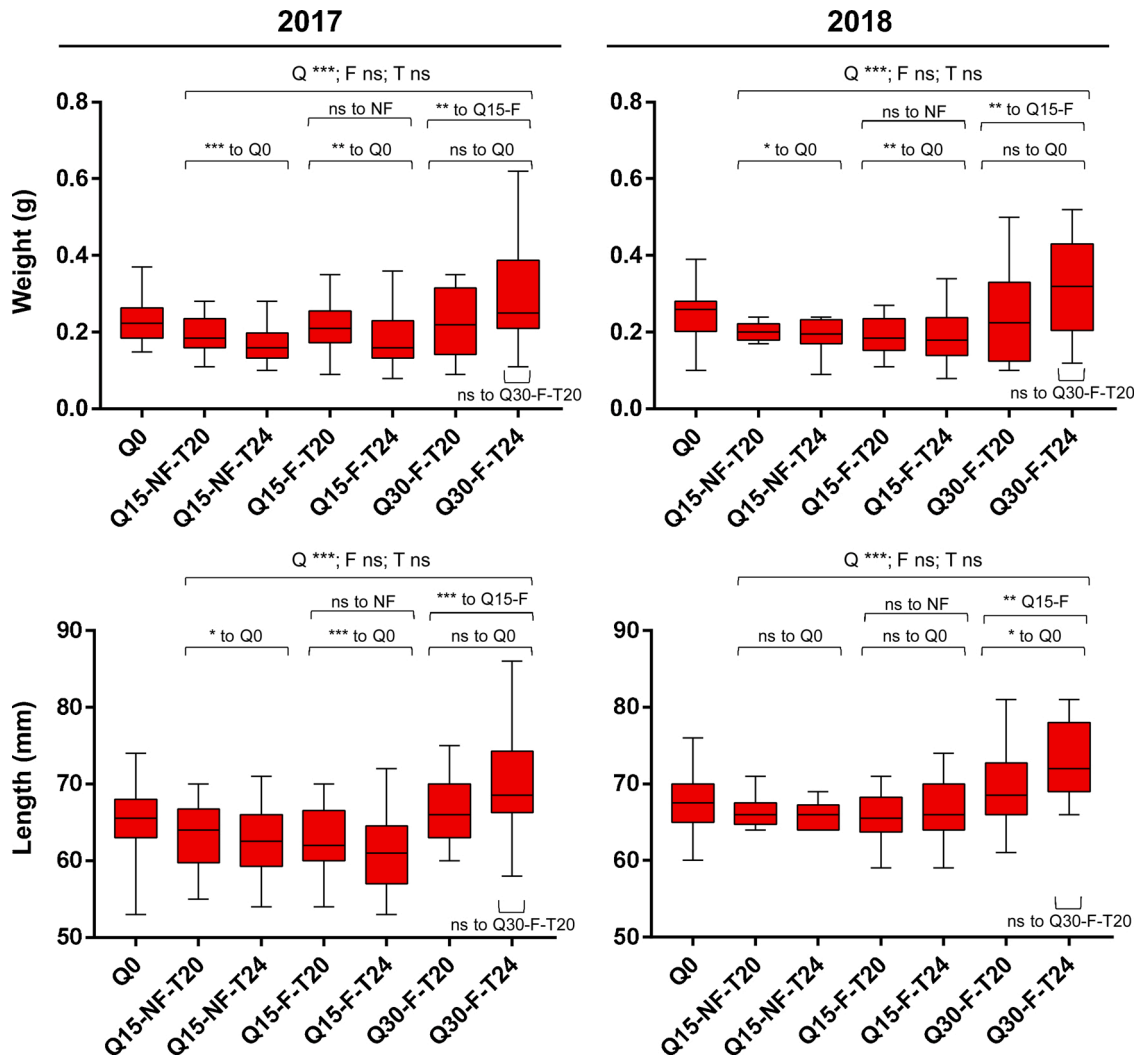 2017
2018
Q ***; F ns; T ns
ns to NF
** to Q15-F
*** to Q0
** to Q0
ns to Q0
Weight (g)
0.8
0.6
0.4
0.2
0.0
ns to Q30-F-T20
Q0
Q15-NF-T20
Q15-NF-T24
Q15-F-T20
Q15-F-T24
Q30-F-T20
Q30-F-T24
Q ***; F ns; T ns
ns to NF
** to Q15-F
* to Q0
** to Q0
ns to Q0
0.8
0.6
0.4
0.2
0.0
ns to Q30-F-T20
Q0
Q15-NF-T20
Q15-NF-T24
Q15-F-T20
Q15-F-T24
Q30-F-T20
Q30-F-T24
Q ***; F ns; T ns
ns to NF
*** to Q15-F
* to Q0
*** to Q0
ns to Q0
Length (mm)
90
80
70
60
50
ns to Q30-F-T20
Q0
Q15-NF-T20
Q15-NF-T24
Q15-F-T20
Q15-F-T24
Q30-F-T20
Q30-F-T24
Q ***; F ns; T ns
ns to NF
** Q15-F
ns to Q0
ns to Q0
* to Q0
90
80
70
60
50
ns to Q30-F-T20
Q0
Q15-NF-T20
Q15-NF-T24
Q15-F-T20
Q15-F-T24
Q30-F-T20
Q30-F-T24